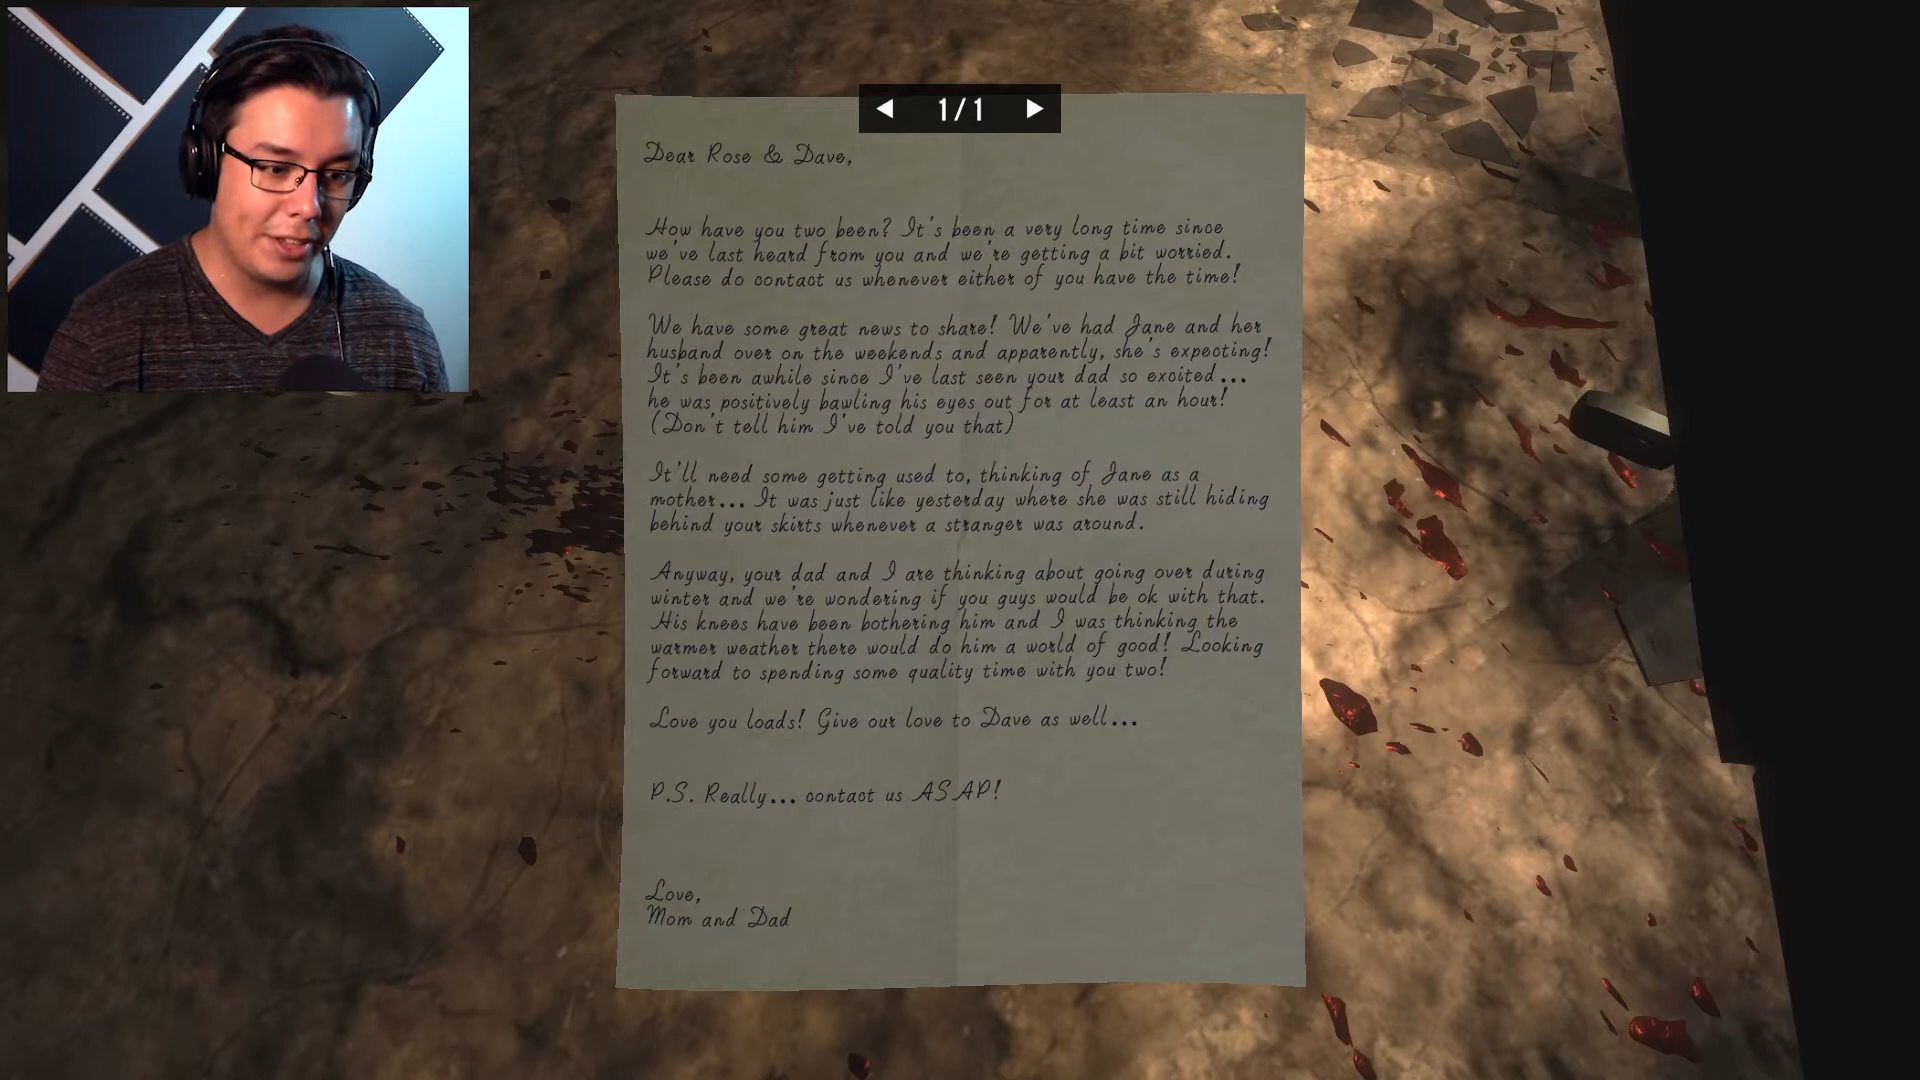 1/1
Dear Rose & Dave,
How have you two been? It's been a very long time since
we've last heard from you and we're getting a bit worried.
Please do contact us whenever either of you have the time!
We have some great news to share! We've had Jane and her
husband over on the weekends and apparently, she's expecting!
It's been awhile since I've last seen your dad so excited...
he was positively bawling his eyes out for at least an hour!
(Don't tell him I've told you that)
It'll need some getting used to, thinking of Jane as a
mother... It was just like yesterday where she was still hiding
behind your skirts whenever a stranger was around.
Anyway, your dad and I are thinking about going over during
winter and we're wondering if you guys would be ok with that.
His knees have been bothering him and I was thinking the
warmer weather there would do him a world of good! Looking
forward to spending some quality time with you two!
Love you loads! Give our love to Dave as well...
P.S. Really... contact us ASAP!
Love,
Mom and Dad